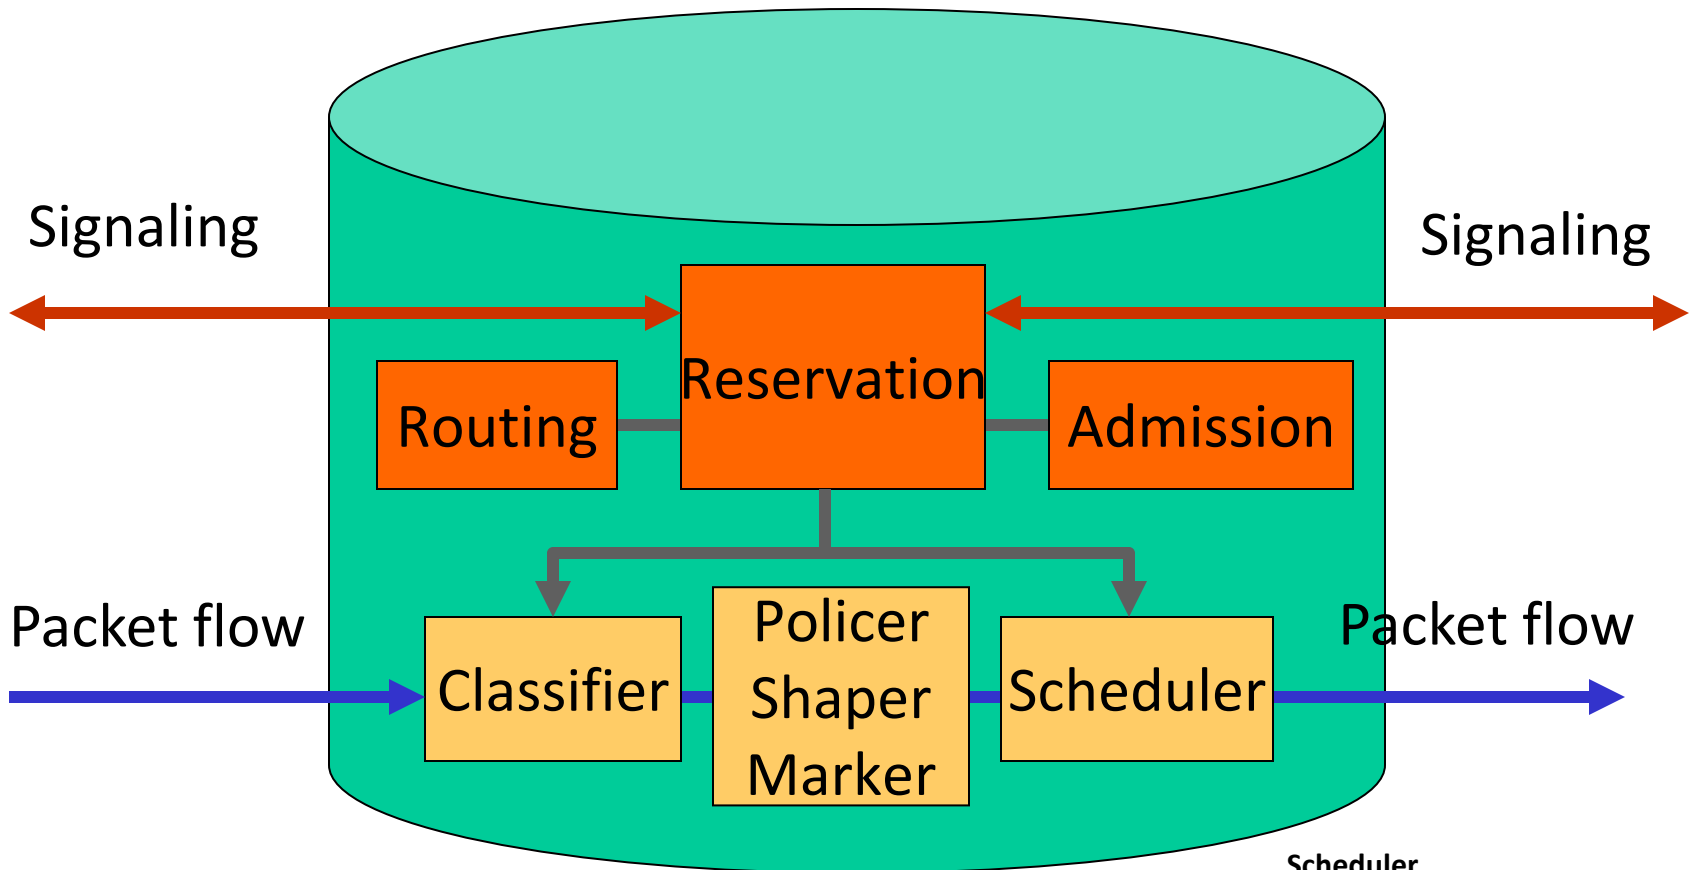 Signaling
Signaling
Reservation
Routing
Admission
Packet flow
Packet flow
Classifier
Policer
Shaper
Marker
Scheduler
Scheduler